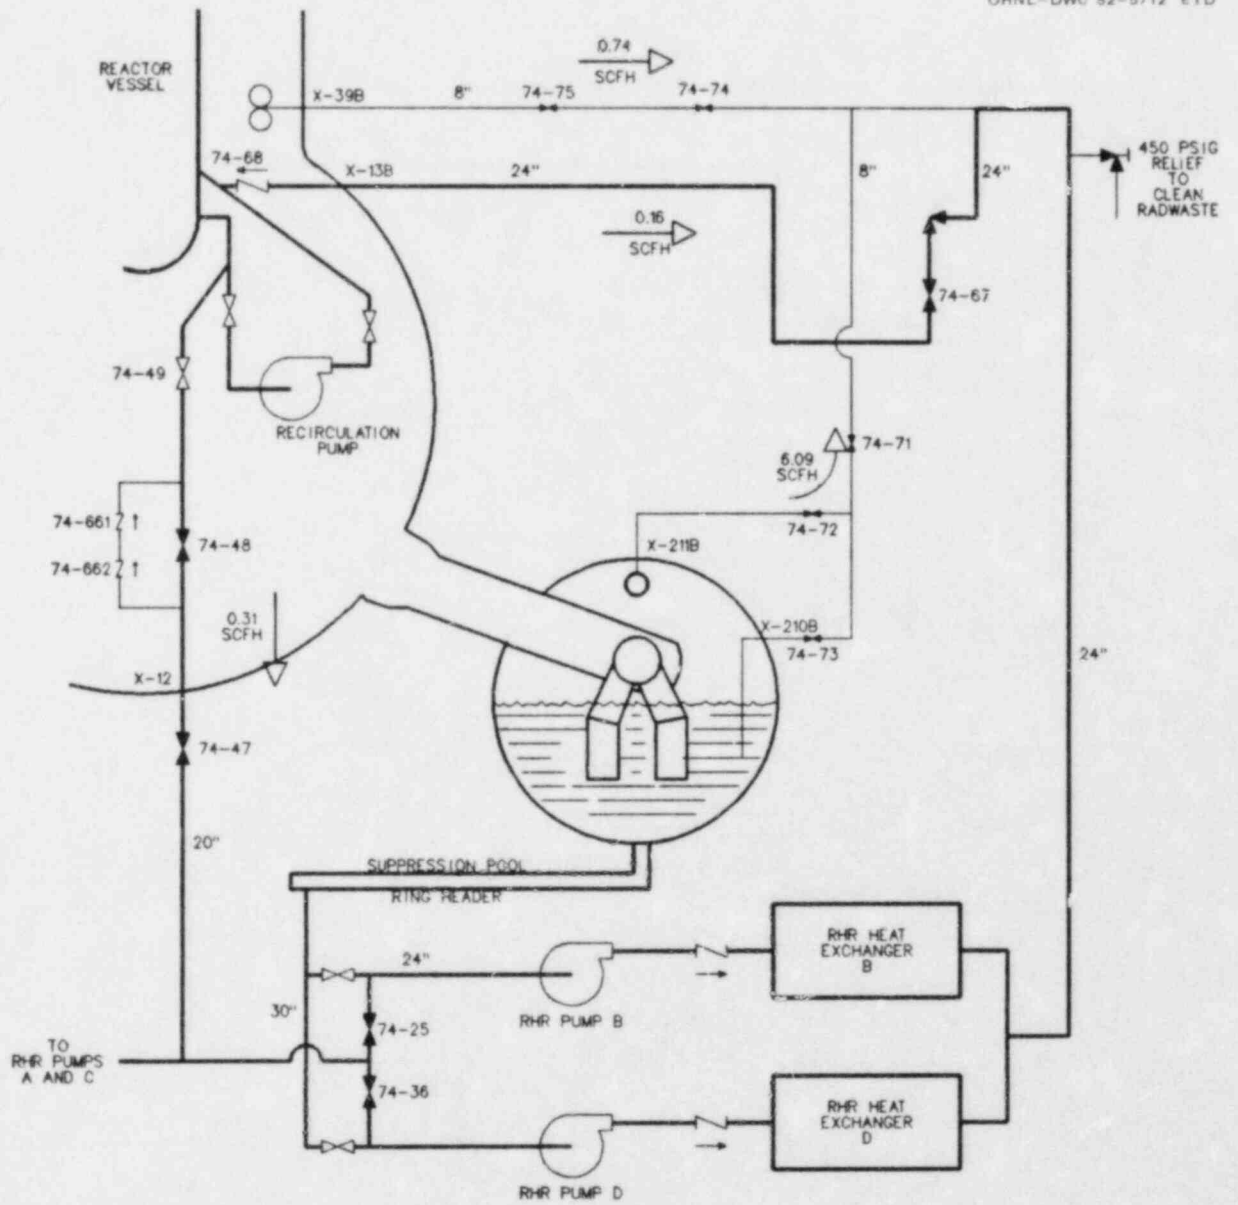 REACTOR
VESSEL
0.74
SCFH
X-39B
8"
74-75
74-74
74-68
X-13B
24"
8"
24"
450 PSIG
RELIEF
TO
CLEAN
RADWASTE
0.16
SCFH
74-67
74-49
RECIRCULATION
PUMP
74-71
6.09
SCFH
74-661
74-48
74-662
74-72
X-211B
0.31
SCFH
X-210B
74-73
24"
X-12
74-47
20"
SUPPRESSION POOL
RING HEADER
24"
RHR HEAT
EXCHANGER
B
30"
RHR PUMP B
74-25
TO
RHR PUMPS
A AND C
74-36
RHR HEAT
EXCHANGER
D
RHR PUMP D